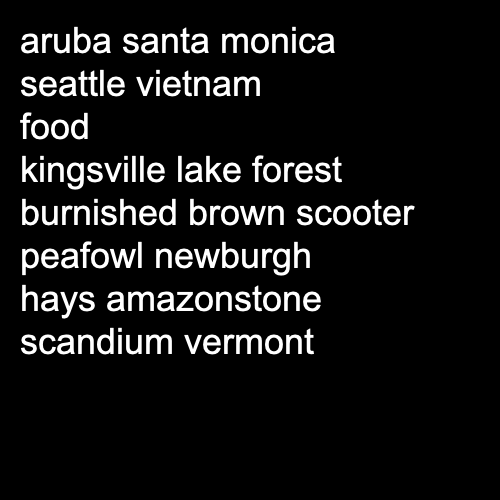 aruba santa monica
seattle vietnam
food
kingsville lake forest
burnished brown scooter
peafowl newburgh
hays amazonstone
scandium vermont